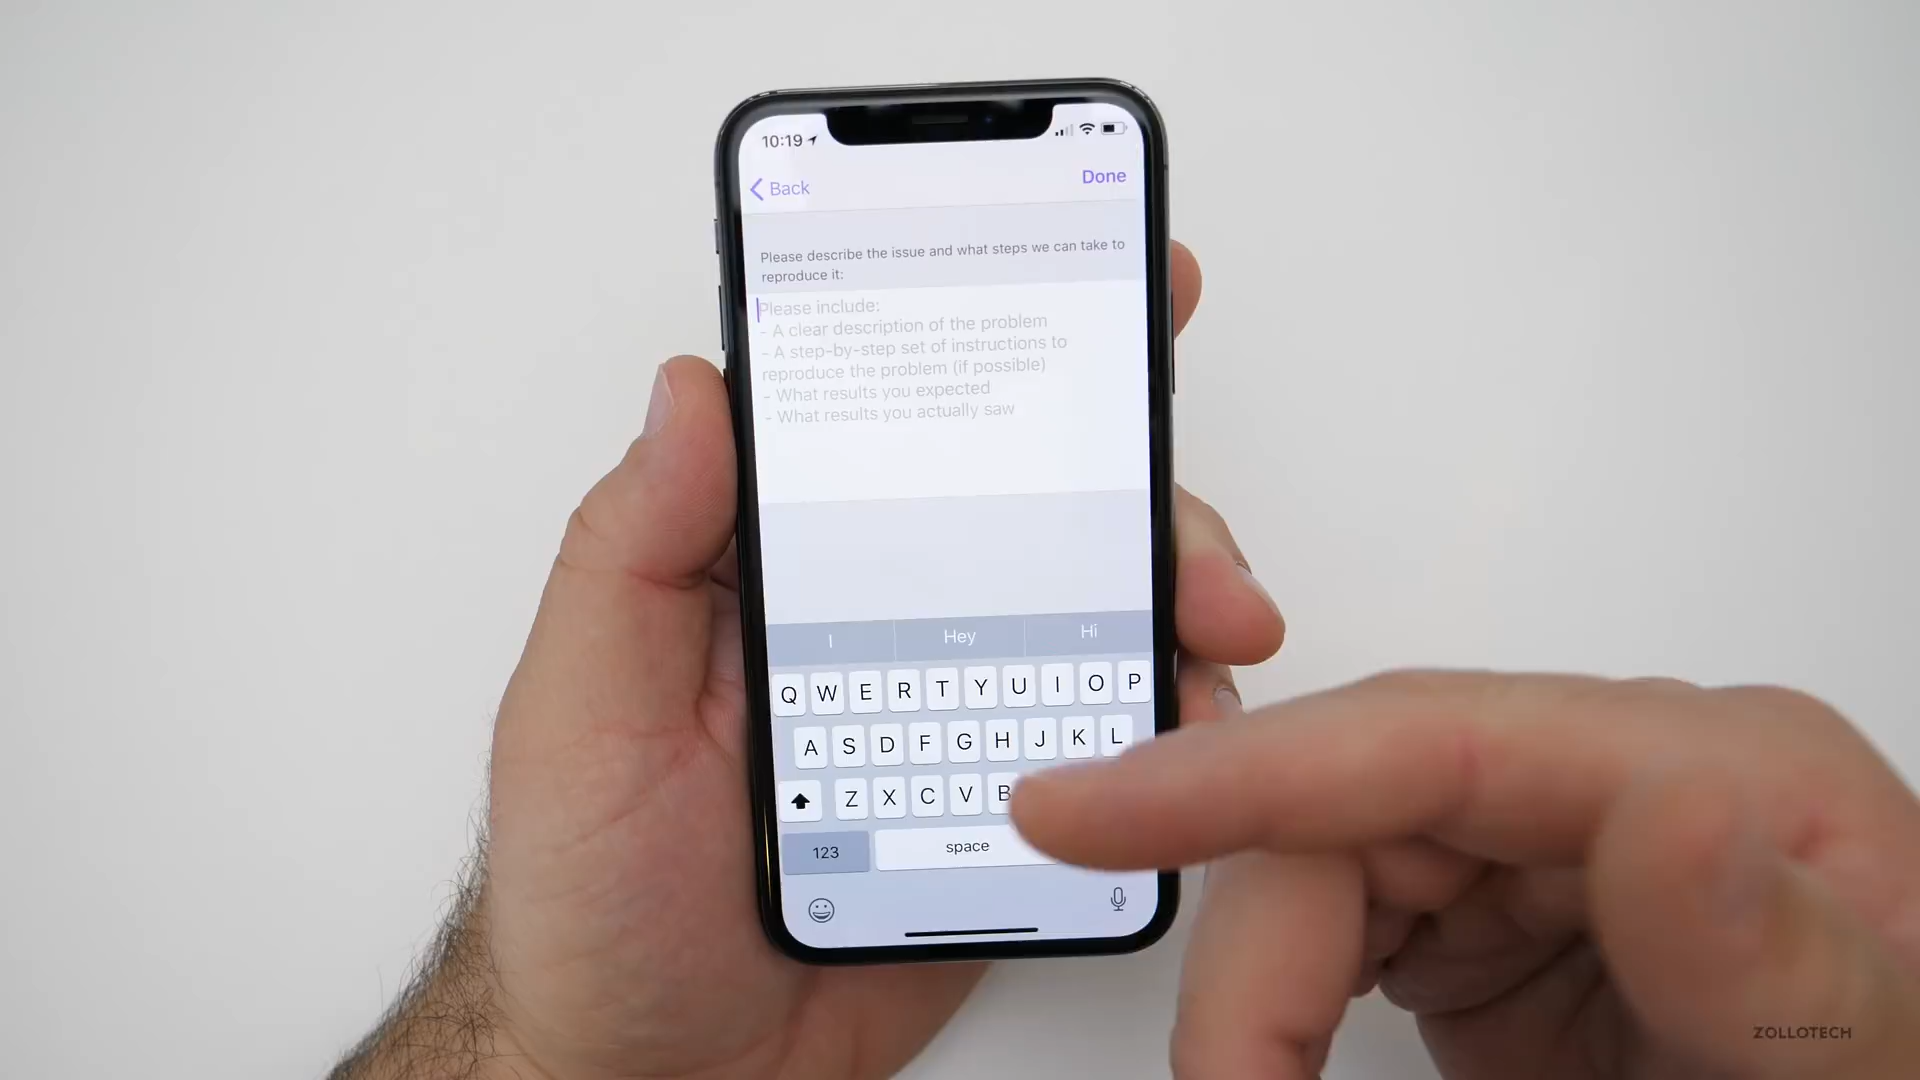 10:19
Back
Done
Please describe the issue and what steps we can take to
reproduce it:
Please include:
- A clear description of the problem
- A step-by-step set of instructions to
reproduce the problem (if possible)
- What results you expected
- What results you actually saw
I
Hey
Hi
Q W E R T Y U I O P
A S D F G H J K L
Z X C V B
123
space
ZOLLOTECH